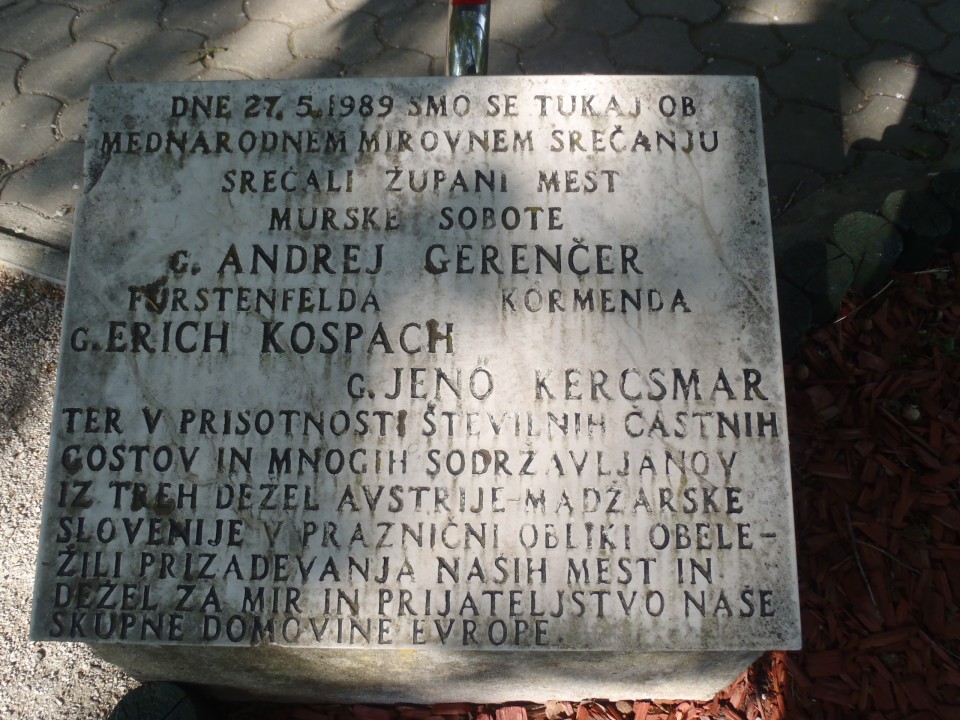 DNE 27. 5. 1989 SMO SE TUKAJ OB
MEDNARODNEM MIROVNEM SREČANJU
SREČALI ŽUPANI MEST
MURSKE SOBOTE
G. ANDREJ GERENČER
FÜRSTENFELDA KÖRMENDA
G. ERICH KOSPACH
G. JENŐ KERCSMAR
TER V PRISOTNOSTI ŠTEVILNIH ČASTNIH
GOSTOV IN MNOGIH SODRŽAVLJANOV
IZ TREH DEŽEL AVSTRIJE-MADŽARSKE
SLOVENIJE V PRAZNIČNI OBLIKI OBELE-
ŽILI PRIZADEVANJA NAŠIH MEST IN
DEŽEL ZA MIR IN PRIJATELJSTVO NAŠE
SKUPNE DOMOVINE EVROPE